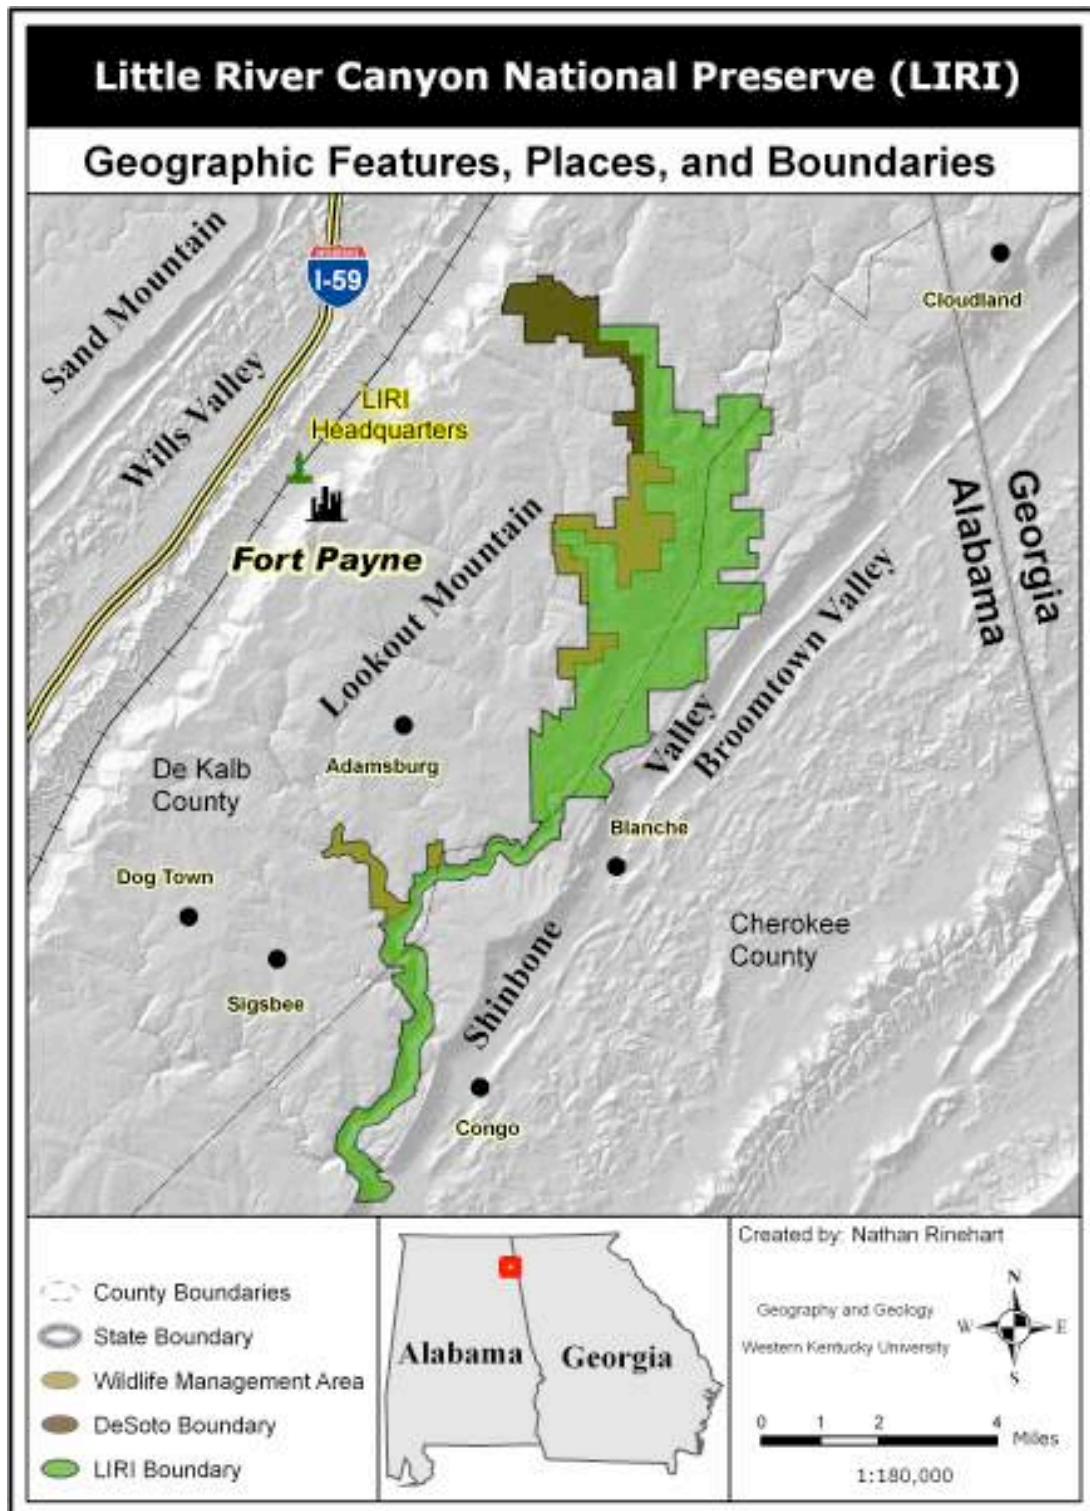 Little River Canyon National Preserve (LIRI)
Geographic Features, Places, and Boundaries
Sand Mountain
I-59
Cloudland
Wills Valley
LIRI
Headquarters
Georgia
Alabama
Fort Payne
Lookout Mountain
Broomtown Valley
Valley
Adamsburg
De Kalb
County
Blanche
Dog Town
Cherokee
County
Shinbone
Sigsbee
Congo
County Boundaries
State Boundary
Wildlife Management Area
DeSoto Boundary
LIRI Boundary
Alabama
Georgia
Created by: Nathan Rinehart
Geography and Geology
Western Kentucky University
N
W
E
S
0 1 2 4
Miles
1:180,000